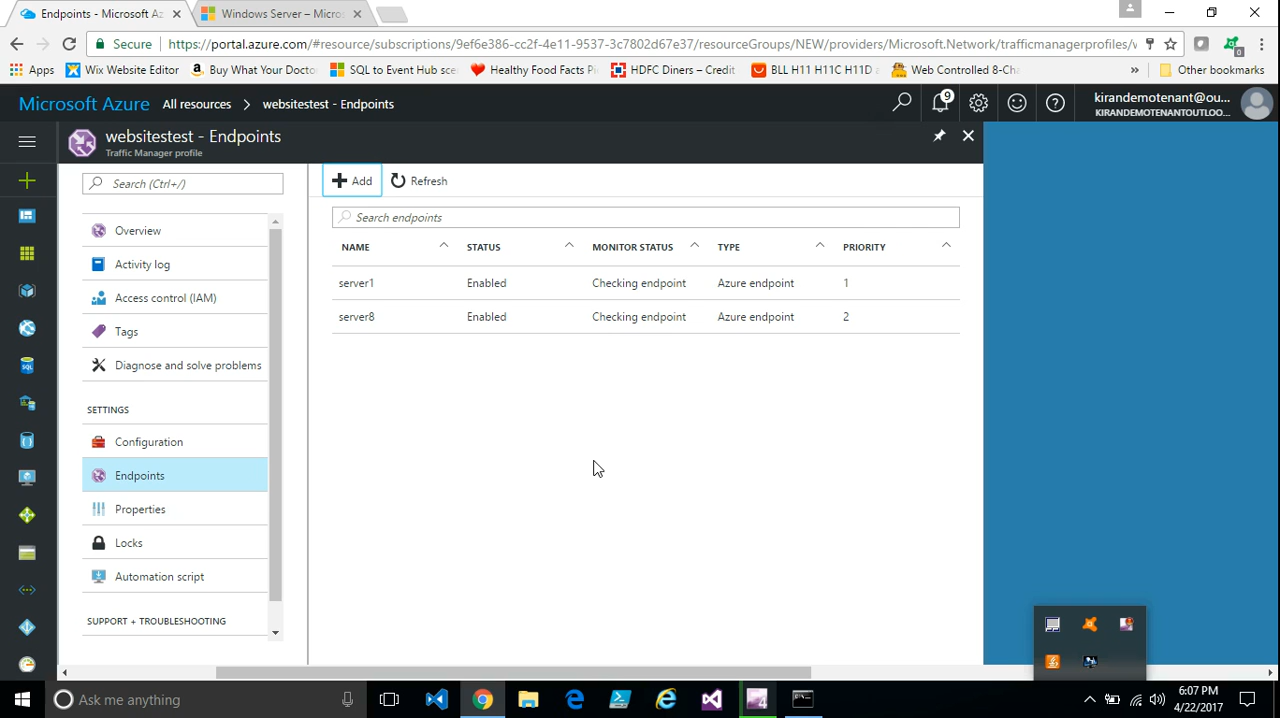 Endpoints - Microsoft Az
Windows Server – Micros
Secure
https://portal.azure.com/#resource/subscriptions/9ef6e386-cc2f-4e11-9537-3c7802d67e37/resourceGroups/NEW/providers/Microsoft.Network/trafficmanagerprofiles/v
Apps
Wix Website Editor
Buy What Your Docto
SQL to Event Hub sce
Healthy Food Facts Pi
HDFC Diners – Credit
BLL H11 H11C H11D
Web Controlled 8-Cha
»
Other bookmarks
Microsoft Azure
All resources > websitestest - Endpoints
9
kirandemotenant@ou...
KIRANDEMOTENANTOUTLOO...
websitestest - Endpoints
Traffic Manager profile
Search (Ctrl+/)
Overview
Activity log
Access control (IAM)
Tags
Diagnose and solve problems
SETTINGS
Configuration
Endpoints
Properties
Locks
Automation script
SUPPORT + TROUBLESHOOTING
Add
Refresh
Search endpoints
NAME STATUS MONITOR STATUS TYPE PRIORITY
server1 Enabled Checking endpoint Azure endpoint 1
server8 Enabled Checking endpoint Azure endpoint 2
Ask me anything
6:07 PM
4/22/2017